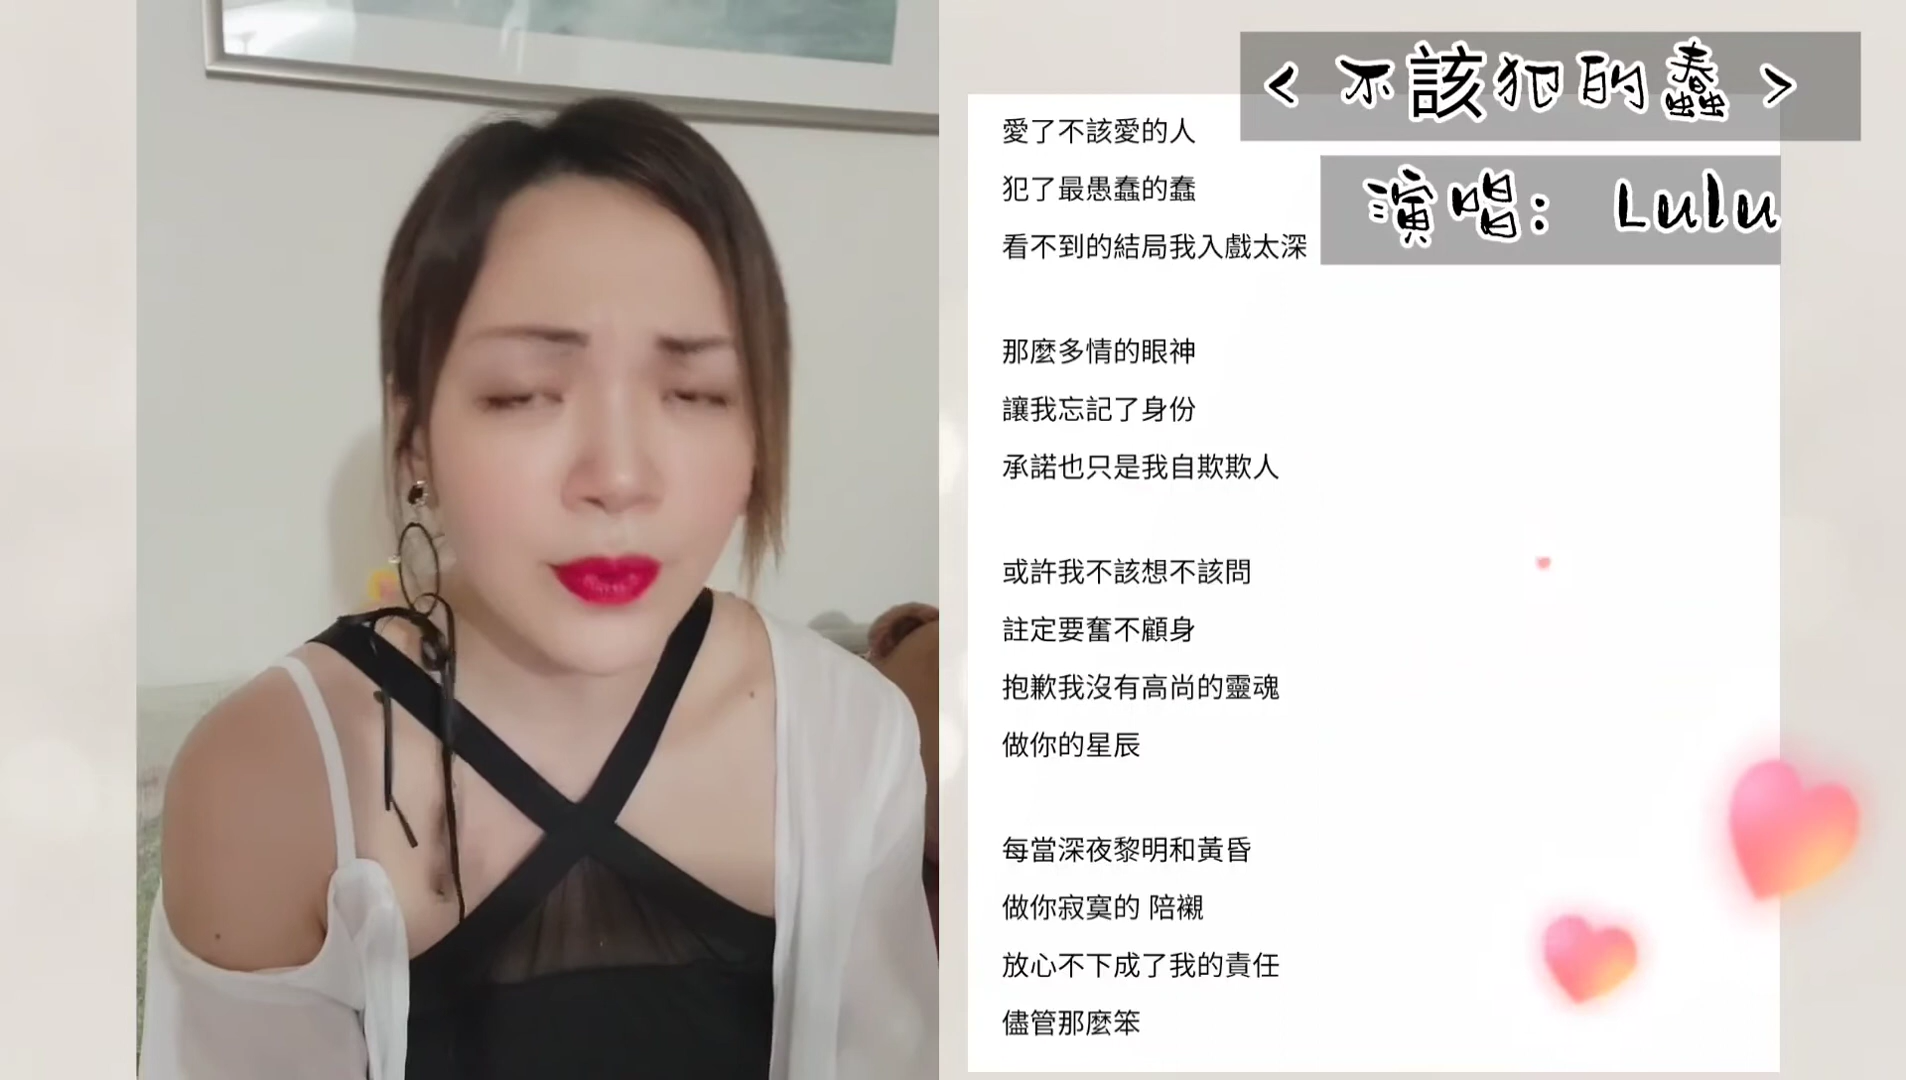 < 不該犯的蠢 >
演唱: Lulu
愛了不該愛的人
犯了最愚蠢的蠢
看不到的結局我入戲太深
那麼多情的眼神
讓我忘記了身份
承諾也只是我自欺欺人
或許我不該想不該問
註定要奮不顧身
抱歉我沒有高尚的靈魂
做你的星辰
每當深夜黎明和黃昏
做你寂寞的 陪襯
放心不下成了我的責任
儘管那麼笨